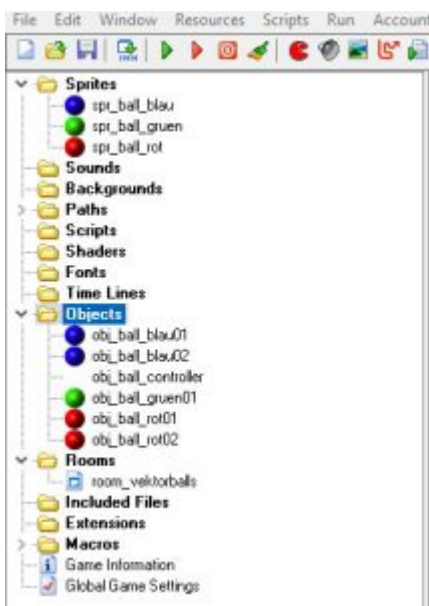 File Edit Window Resources Scripts Run Account
Sprites
spr_ball_blau
spr_ball_gruen
spr_ball_rot
Sounds
Backgrounds
Paths
Scripts
Shaders
Fonts
Time Lines
Objects
obj_ball_blau01
obj_ball_blau02
obj_ball_controller
obj_ball_gruen01
obj_ball_rot01
obj_ball_rot02
Rooms
room_vektorballs
Included Files
Extensions
Macros
Game Information
Global Game Settings